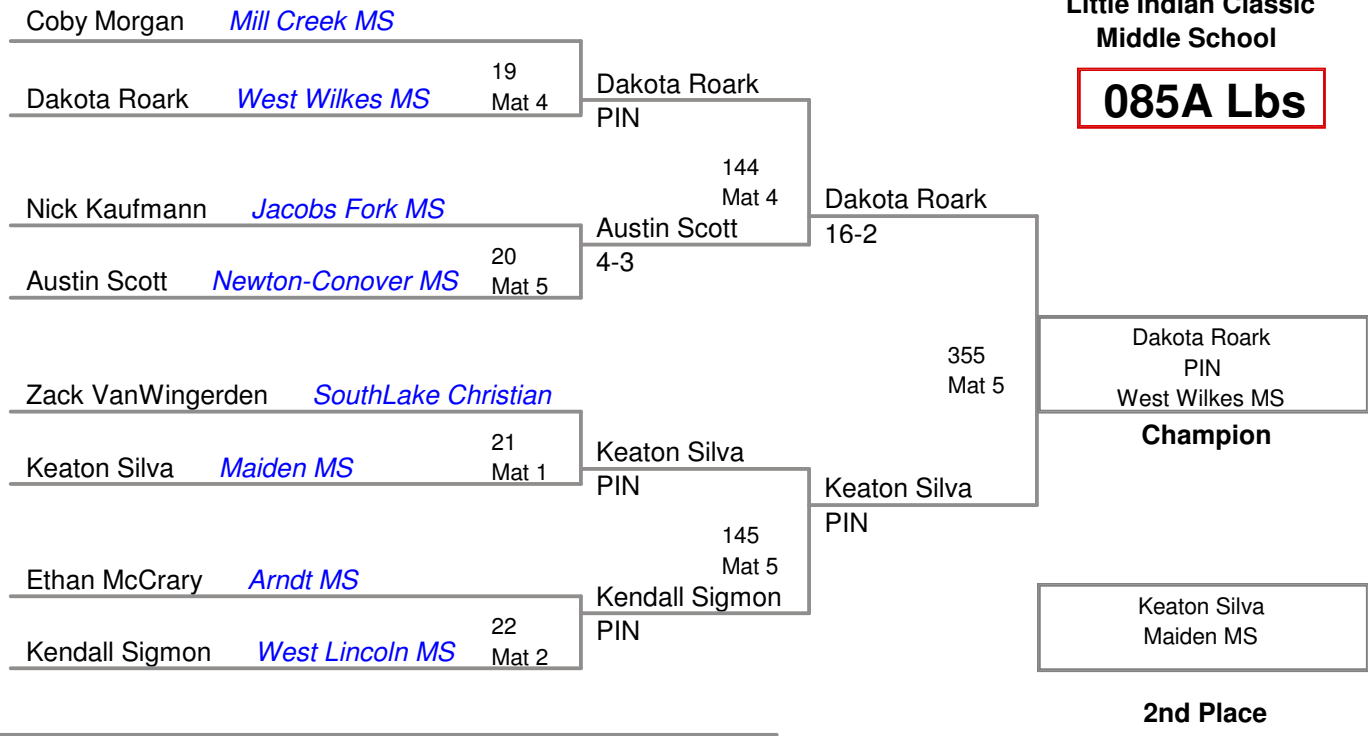 Little Indian Classic
Middle School
085A Lbs
Coby Morgan Mill Creek MS
19
Dakota Roark West Wilkes MS Mat 4
Dakota Roark
PIN
144
Mat 4
Nick Kaufmann Jacobs Fork MS
20
Austin Scott Newton-Conover MS Mat 5
Austin Scott
4-3
Dakota Roark
16-2
Zack VanWingerden SouthLake Christian
21
Keaton Silva Maiden MS Mat 1
Keaton Silva
PIN
145
Mat 5
Ethan McCrary Arndt MS
22
Kendall Sigmon West Lincoln MS Mat 2
Kendall Sigmon
PIN
Keaton Silva
PIN
355
Mat 5
Dakota Roark
PIN
West Wilkes MS
Champion
Keaton Silva
Maiden MS
2nd Place